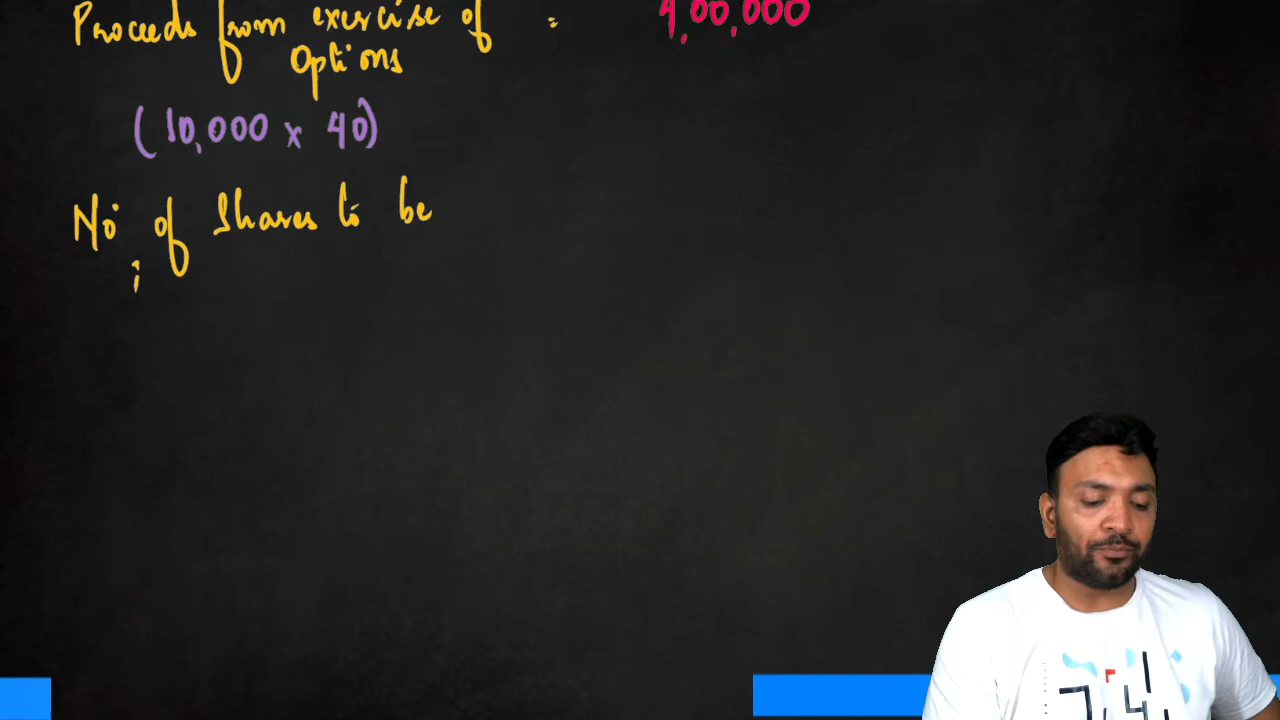 Proceeds from exercise of = 4,00,000
Options
(10,000 x 40)
No. of Shares to be
i